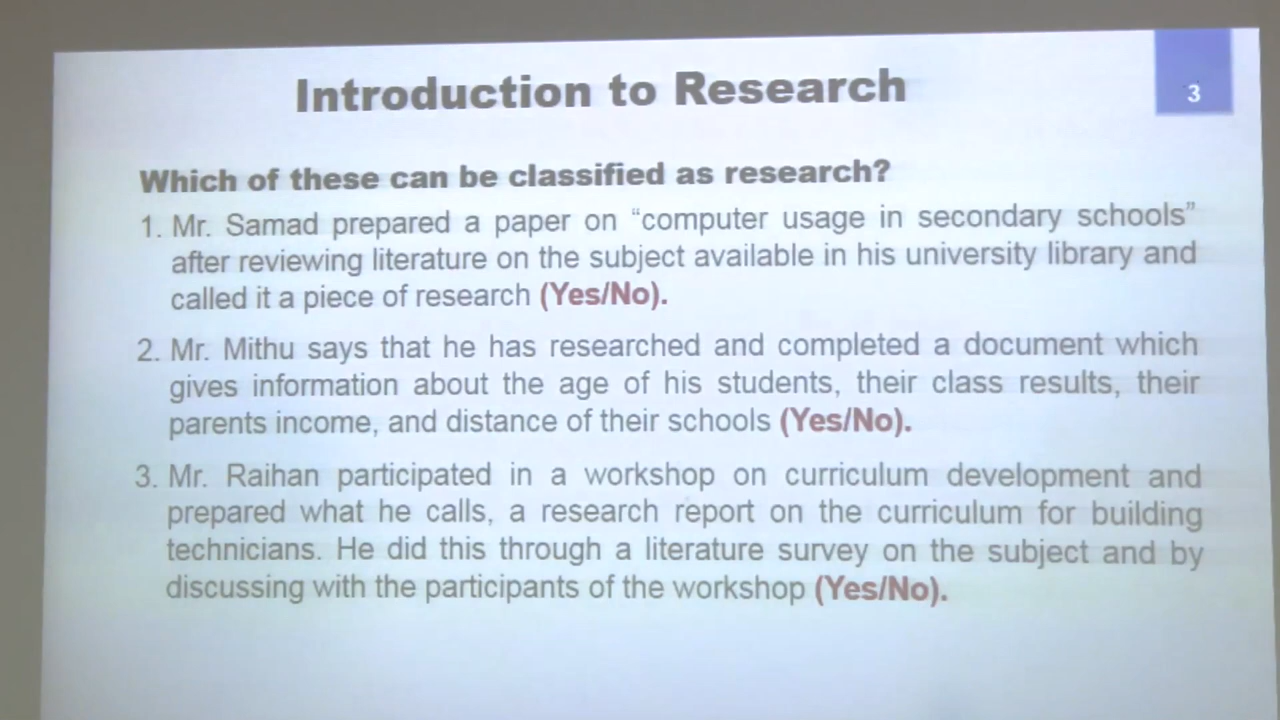 Introduction to Research
3
Which of these can be classified as research?
1. Mr. Samad prepared a paper on “computer usage in secondary schools”
after reviewing literature on the subject available in his university library and
called it a piece of research (Yes/No).
2. Mr. Mithu says that he has researched and completed a document which
gives information about the age of his students, their class results, their
parents income, and distance of their schools (Yes/No).
3. Mr. Raihan participated in a workshop on curriculum development and
prepared what he calls, a research report on the curriculum for building
technicians. He did this through a literature survey on the subject and by
discussing with the participants of the workshop (Yes/No).